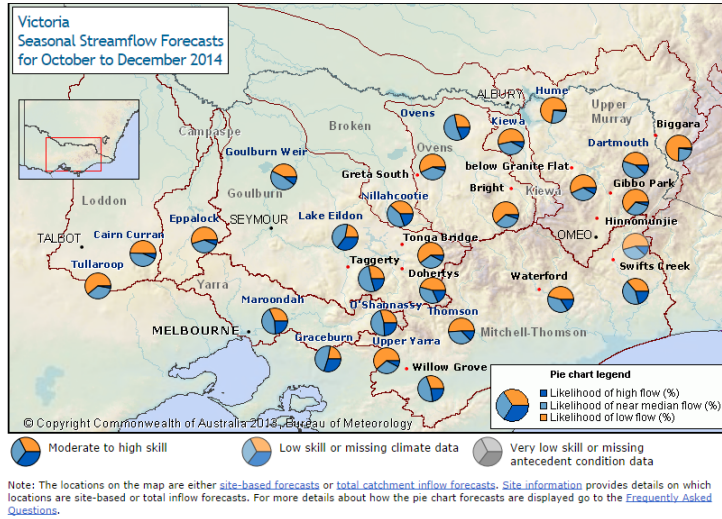 Victoria
Seasonal Streamflow Forecasts
for October to December 2014
ALBURY
Hume
Upper
Murray
Biggara
Ovens
Kiewa
Campaspe
Broken
Dartmouth
Goulburn Weir
Ovens
below Granite Flat
Greta South
Gibbo Park
Loddon
Goulburn
Nillahcootie
Bright
Kiewa
Hinnomunjie
Eppalock
SEYMOUR
Lake Eildon
TALBOT
Cairn Curran
Tonga Bridge
OMEO
Tullaroop
Taggerty
Dohertys
Waterford
Swifts Creek
Yarra
Maroondah
O'Shannassy
Thomson
MELBOURNE
Graceburn
Upper Yarra
Mitchell-Thomson
Willow Grove
Pie chart legend
Likelihood of high flow (%)
Likelihood of near median flow (%)
Likelihood of low flow (%)
© Copyright Commonwealth of Australia 2013, Bureau of Meteorology
Moderate to high skill
Low skill or missing climate data
Very low skill or missing
antecedent condition data
Note: The locations on the map are either site-based forecasts or total catchment inflow forecasts. Site information provides details on which
locations are site-based or total inflow forecasts. For more details about how the pie chart forecasts are displayed go to the Frequently Asked
Questions.